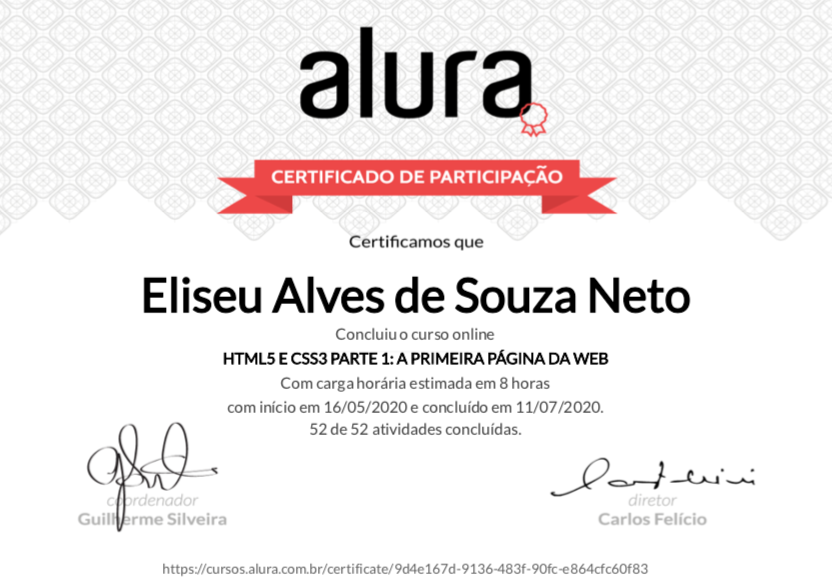 alura
CERTIFICADO DE PARTICIPAÇÃO
Certificamos que
Eliseu Alves de Souza Neto
Concluiu o curso online
HTML5 E CSS3 PARTE 1: A PRIMEIRA PÁGINA DA WEB
Com carga horária estimada em 8 horas
com início em 16/05/2020 e concluído em 11/07/2020.
52 de 52 atividades concluídas.
coordenador
Guilherme Silveira
diretor
Carlos Felício
https://cursos.alura.com.br/certificate/9d4e167d-9136-483f-90fc-e864cfc60f83